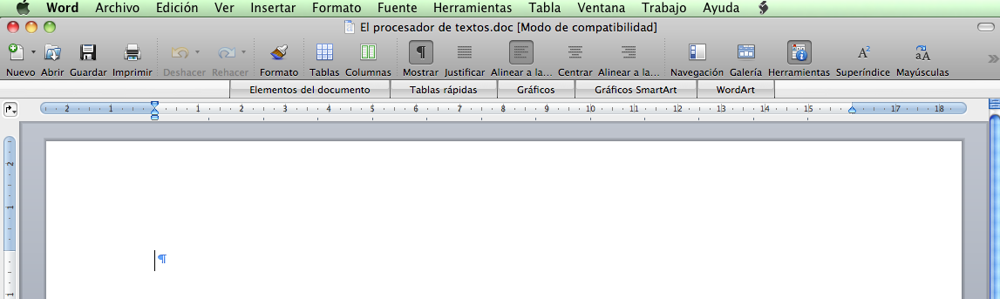 Word Archivo Edición Ver Insertar Formato Fuente Herramientas Tabla Ventana Trabajo Ayuda
El procesador de textos.doc [Modo de compatibilidad]
Nuevo Abrir Guardar Imprimir Deshacer Rehacer Formato Tablas Columnas Mostrar Justificar Alinear a la... Centrar Alinear a la... Navegación Galería Herramientas Superíndice Mayúsculas
Elementos del documento Tablas rápidas Gráficos Gráficos SmartArt WordArt
2 1 1 2 3 4 5 6 7 8 9 10 11 12 13 14 15 17 18
2
1
¶
1